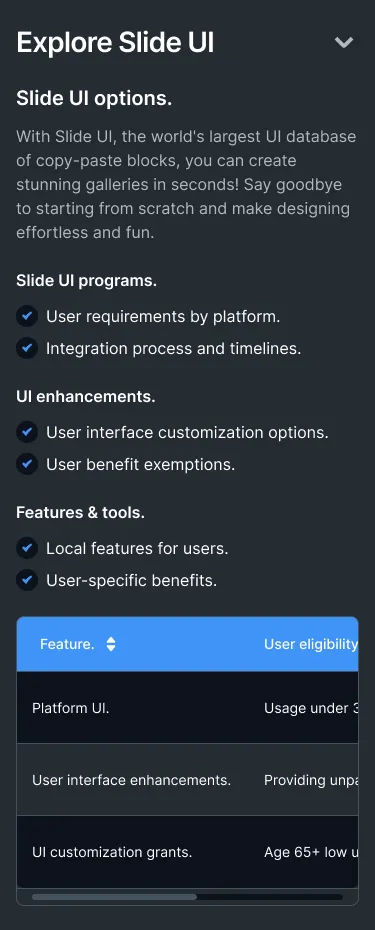 Explore Slide UI
Slide UI options.
With Slide UI, the world's largest UI database
of copy-paste blocks, you can create
stunning galleries in seconds! Say goodbye
to starting from scratch and make designing
effortless and fun.
Slide UI programs.
User requirements by platform.
Integration process and timelines.
UI enhancements.
User interface customization options.
User benefit exemptions.
Features & tools.
Local features for users.
User-specific benefits.
Feature. User eligibility
Platform UI. Usage under 3
User interface enhancements. Providing unpa
UI customization grants. Age 65+ low u